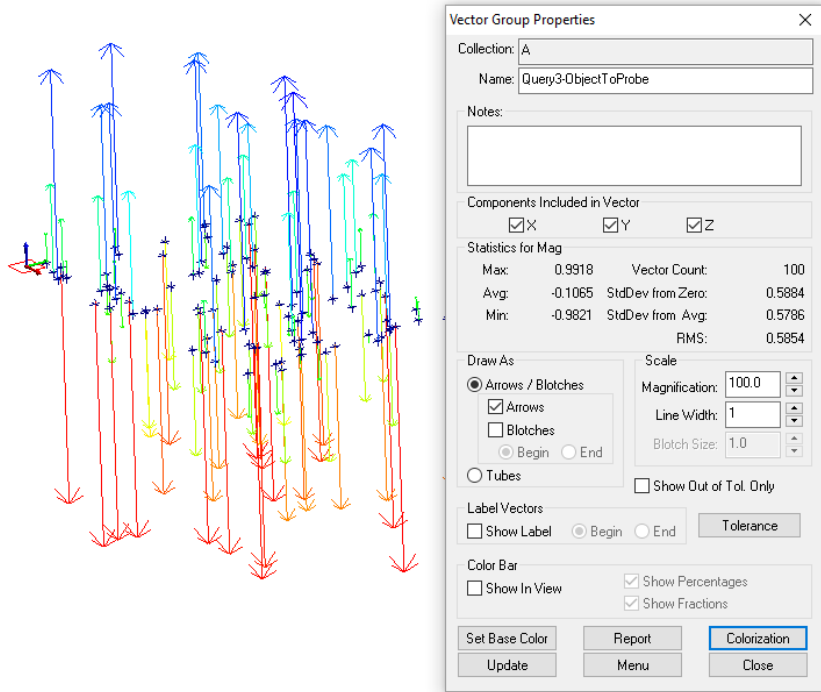 Vector Group Properties
Collection: A
Name: Query3-ObjectToProbe
Notes:
Components Included in Vector
X Y Z
Statistics for Mag
Max: 0.9918 Vector Count: 100
Avg: -0.1065 StdDev from Zero: 0.5884
Min: -0.9821 StdDev from Avg: 0.5786
RMS: 0.5854
Draw As
Arrows / Blotches
Arrows
Blotches
Begin End
Tubes
Scale
Magnification: 100.0
Line Width: 1
Blotch Size: 1.0
Show Out of Tol. Only
Label Vectors
Show Label Begin End
Tolerance
Color Bar
Show In View
Show Percentages
Show Fractions
Set Base Color Report Colorization
Update Menu Close